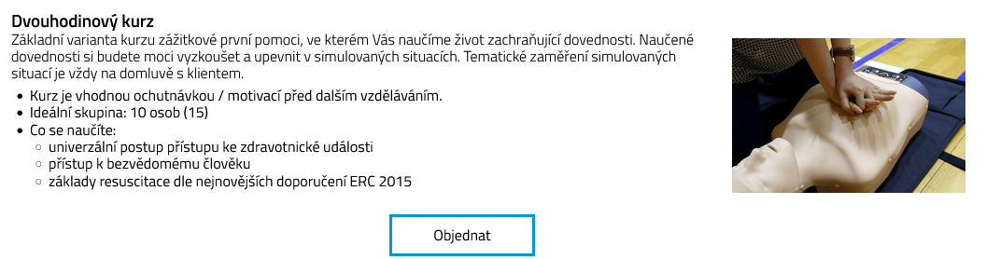 Dvouhodinový kurz
Základní varianta kurzu zážitkové první pomoci, ve kterém Vás naučíme život zachraňující dovednosti. Naučené
dovednosti si budete moci vyzkoušet a upevnit v simulovaných situacích. Tematické zaměření simulovaných
situací je vždy na domluvě s klientem.
• Kurz je vhodnou ochutnávkou / motivací před dalším vzděláváním.
• Ideální skupina: 10 osob (15)
• Co se naučíte:
○ univerzální postup přístupu ke zdravotnické události
○ přístup k bezvědomému člověku
○ základy resuscitace dle nejnovějších doporučení ERC 2015
Objednat